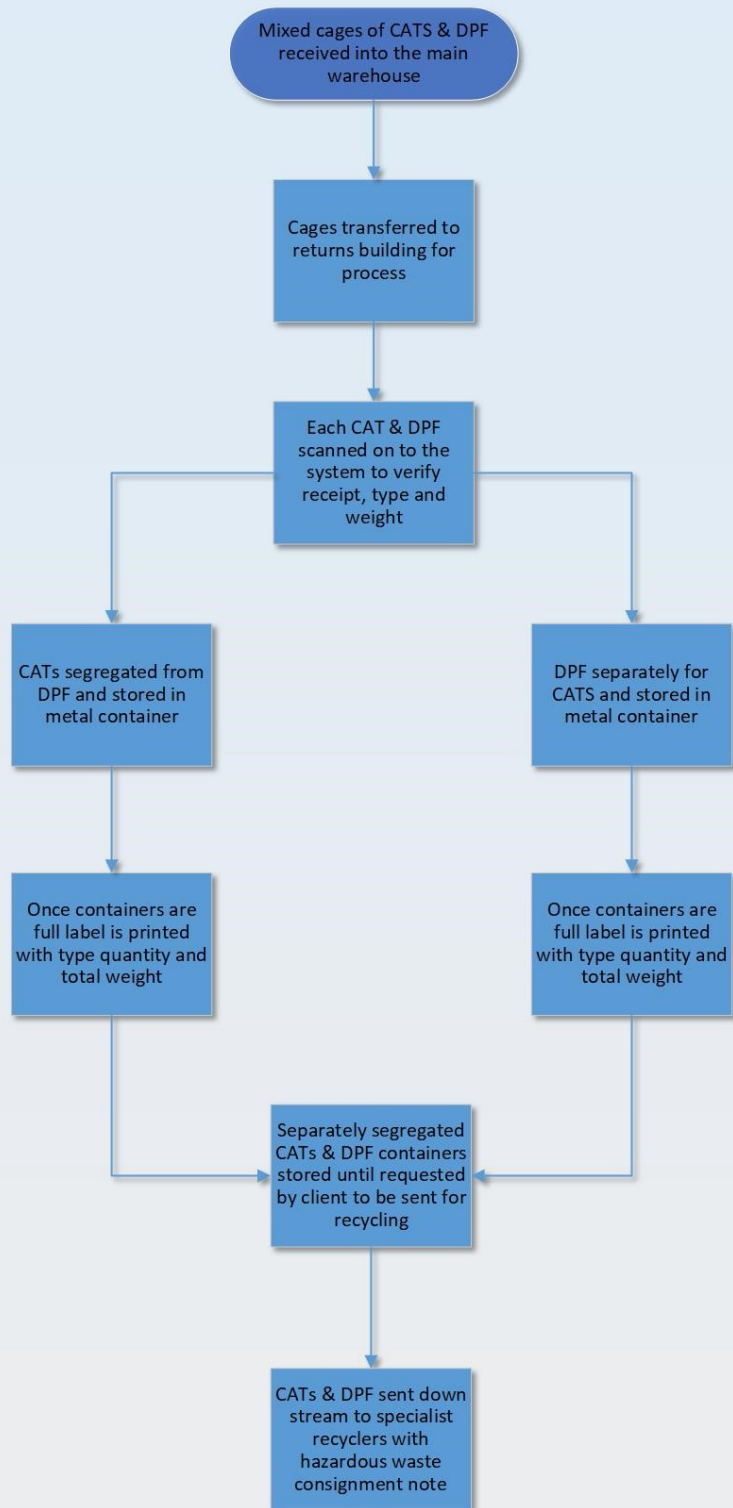 Mixed cages of CATS & DPF
received into the main
warehouse
Cages transferred to
returns building for
process
Each CAT & DPF
scanned on to the
system to verify
receipt, type and
weight
CATs segregated from
DPF and stored in
metal container
DPF separately for
CATS and stored in
metal container
Once containers are
full label is printed
with type quantity and
total weight
Once containers are
full label is printed
with type quantity and
total weight
Separately segregated
CATs & DPF containers
stored until requested
by client to be sent for
recycling
CATs & DPF sent down
stream to specialist
recyclers with
hazardous waste
consignment note